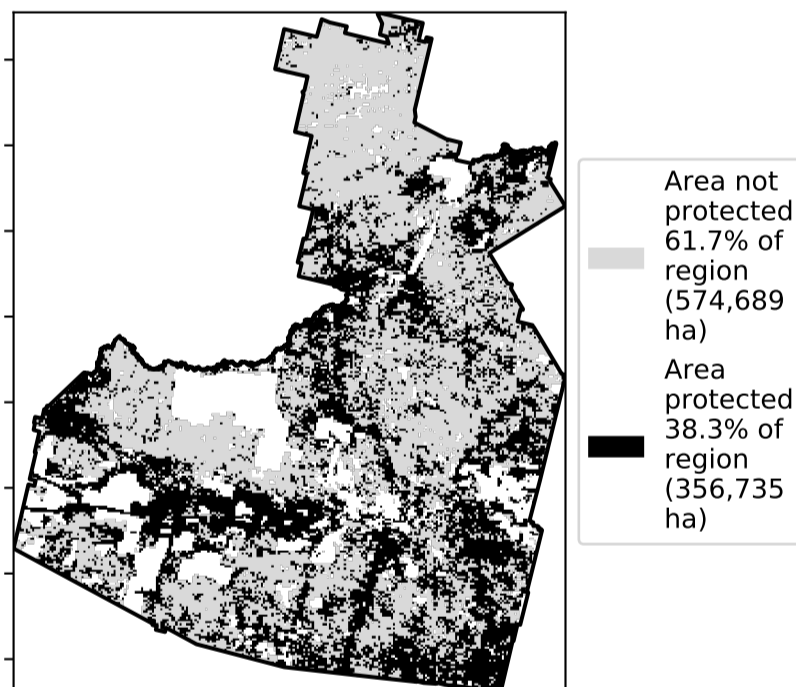 Area not
protected
61.7% of
region
(574,689
ha)
Area
protected
38.3% of
region
(356,735
ha)